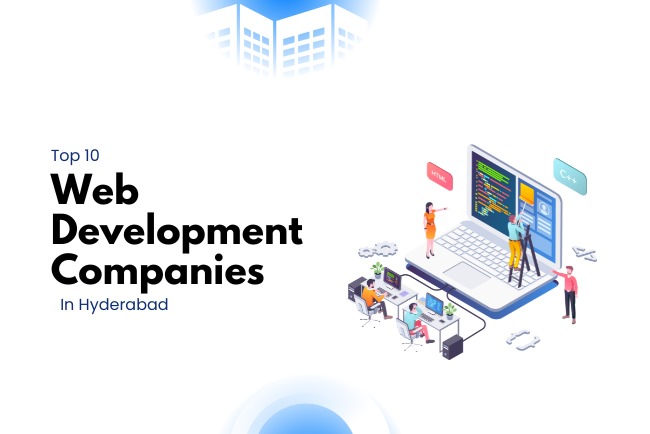 Top 10
Web
Development
Companies
In Hyderabad
HTML
C++